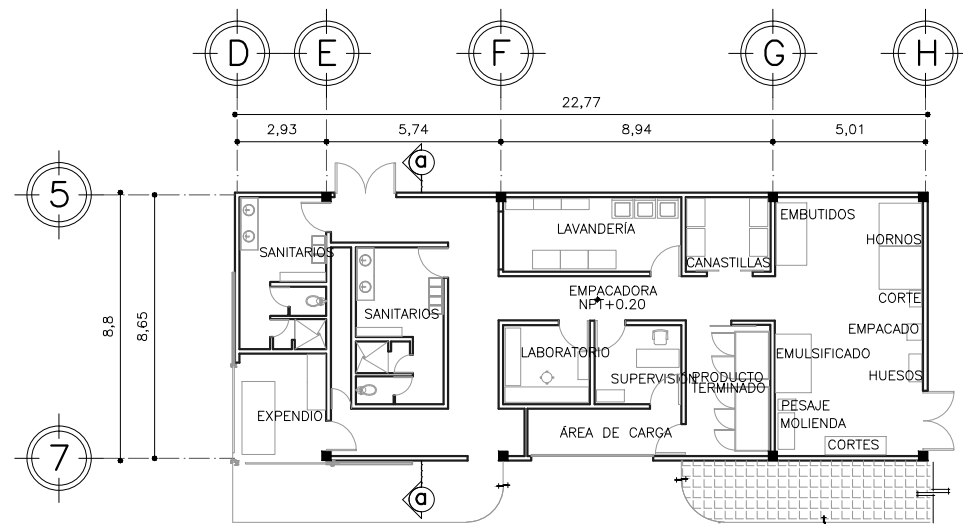 D E F G H
22,77
2,93 5,74 8,94 5,01
a
5
EMBUTIDOS
LAVANDERÍA
HORNOS
SANITARIOS
CANASTILLAS
EMPACADORA
NPT+0.20
CORTE
8,8 8,65
SANITARIOS
EMPACADO
LABORATORIO
EMULSIFICADO
SUPERVISIÓN
PRODUCTO
TERMINADO
HUESOS
EXPENDIO
PESAJE
MOLIENDA
ÁREA DE CARGA
CORTES
7
a
t